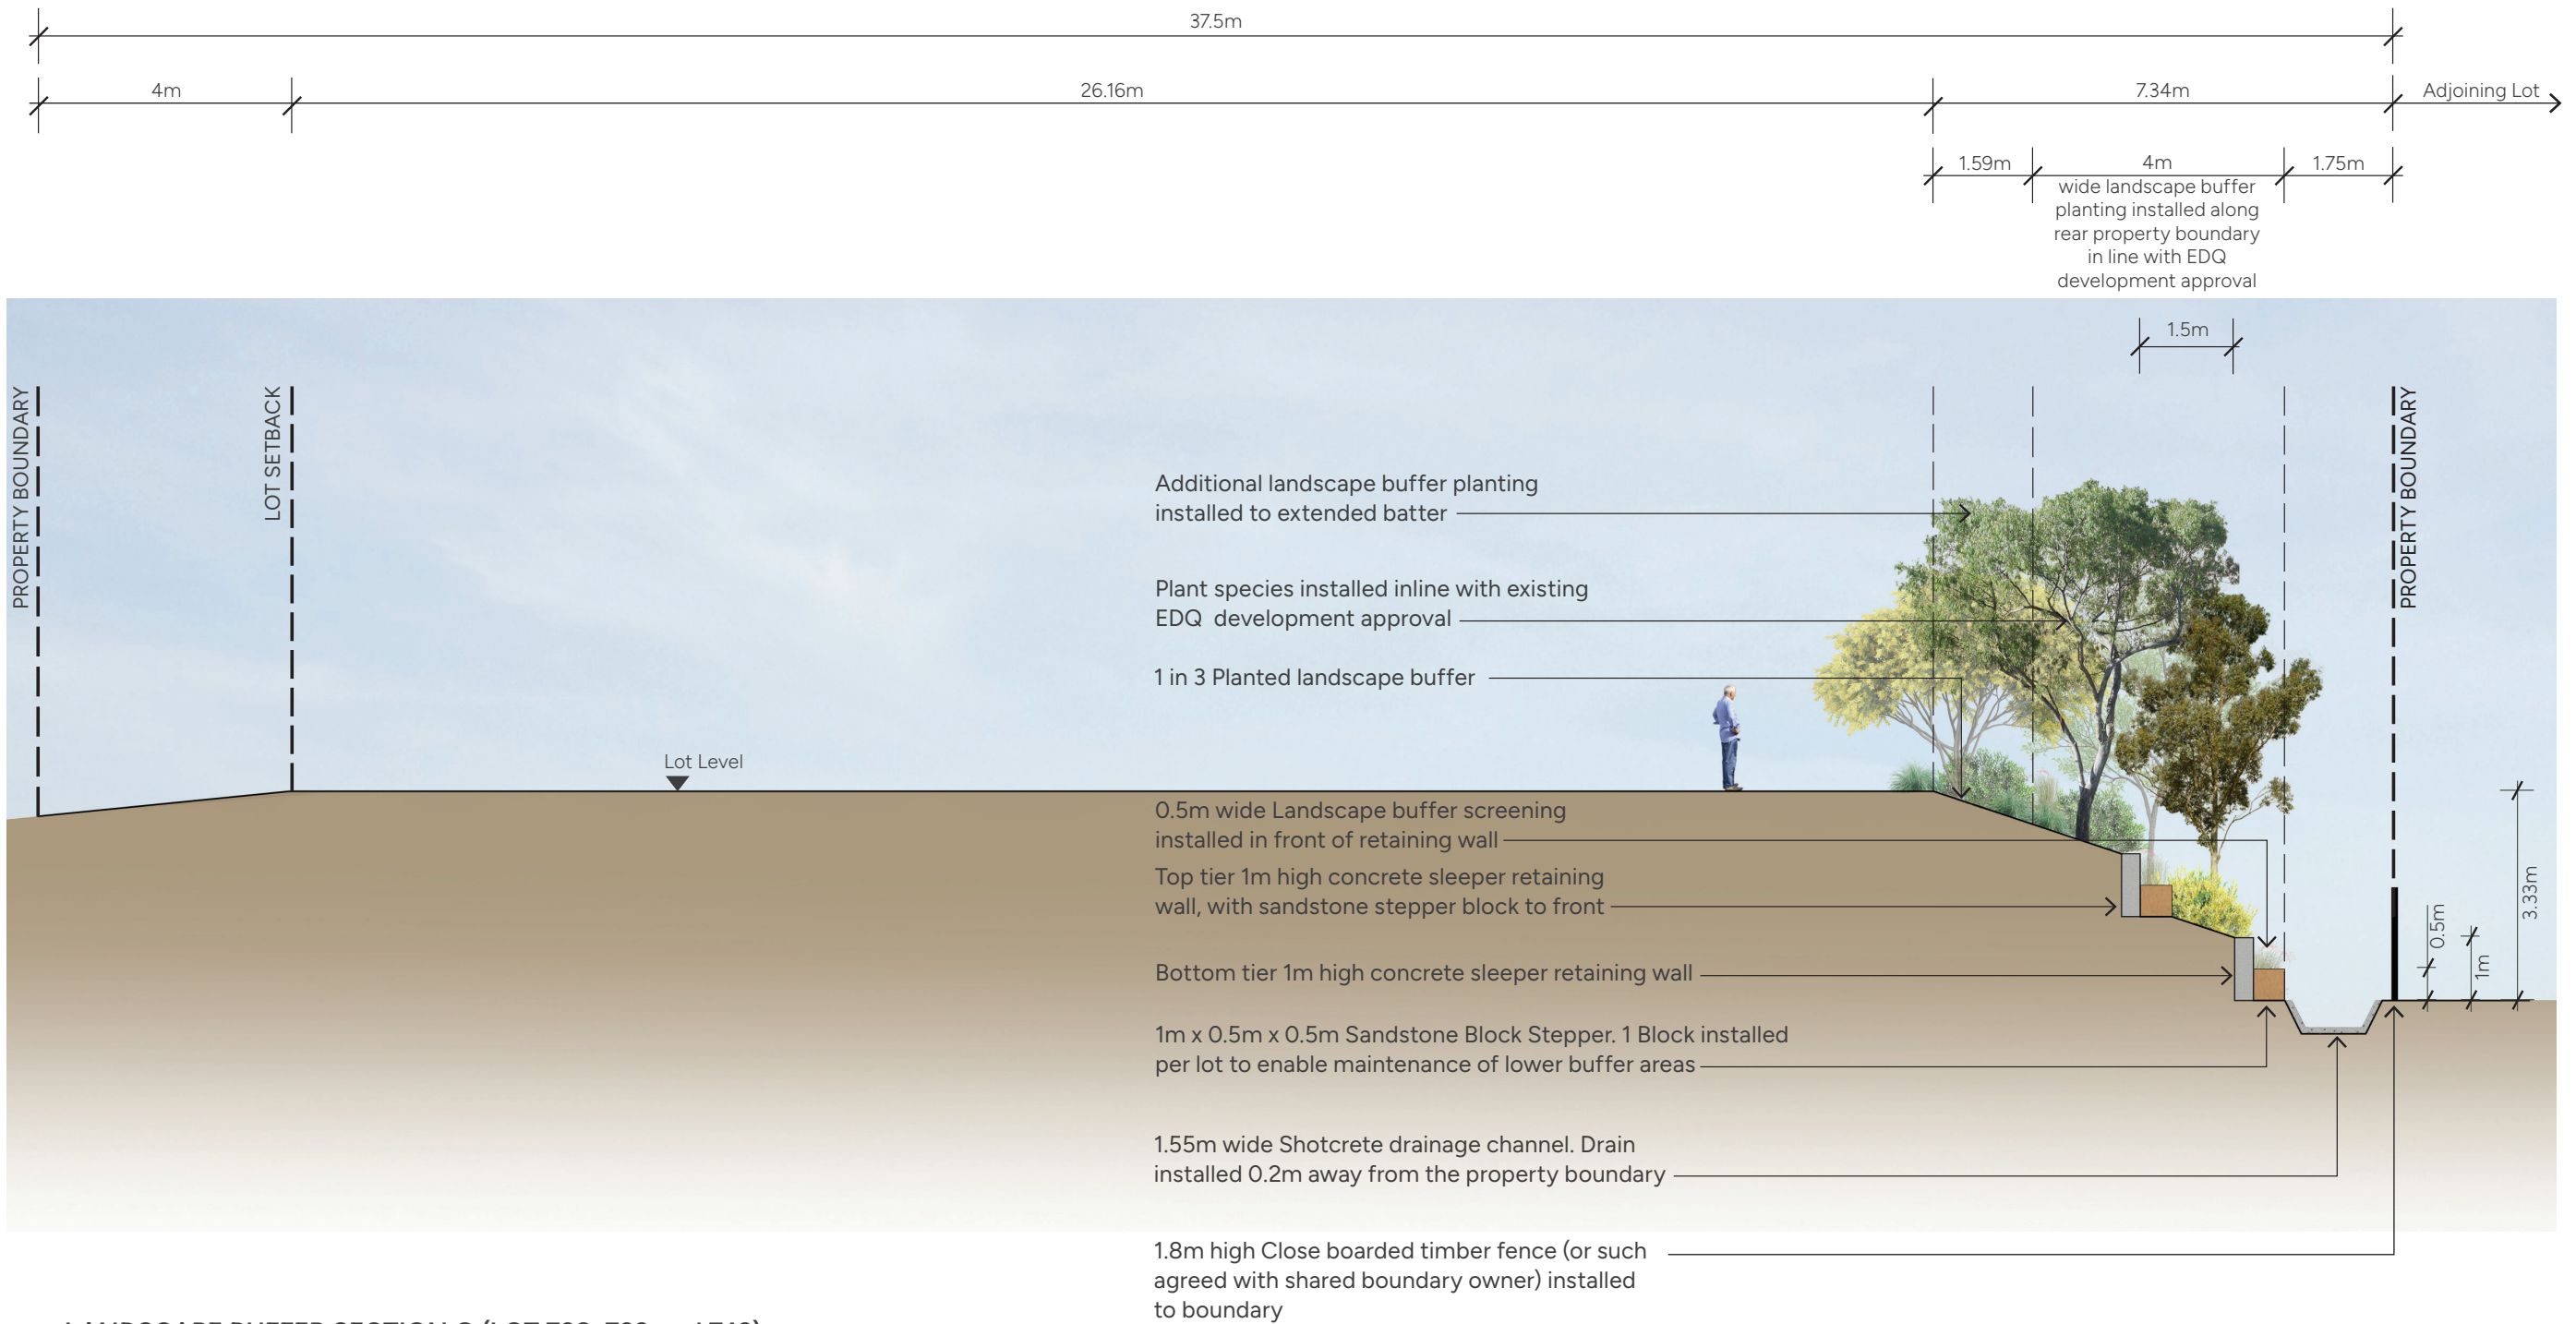 37.5m
4m
26.16m
7.34m
Adjoining Lot
1.59m
4m
1.75m
wide landscape buffer
planting installed along
rear property boundary
in line with EDQ
development approval
1.5m
PROPERTY BOUNDARY
LOT SETBACK
PROPERTY BOUNDARY
Additional landscape buffer planting
installed to extended batter
Plant species installed inline with existing
EDQ development approval
1 in 3 Planted landscape buffer
Lot Level
0.5m wide Landscape buffer screening
installed in front of retaining wall
Top tier 1m high concrete sleeper retaining
wall, with sandstone stepper block to front
Bottom tier 1m high concrete sleeper retaining wall
0.5m
1m
3.33m
1m x 0.5m x 0.5m Sandstone Block Stepper. 1 Block installed
per lot to enable maintenance of lower buffer areas
1.55m wide Shotcrete drainage channel. Drain
installed 0.2m away from the property boundary
1.8m high Close boarded timber fence (or such
agreed with shared boundary owner) installed
to boundary